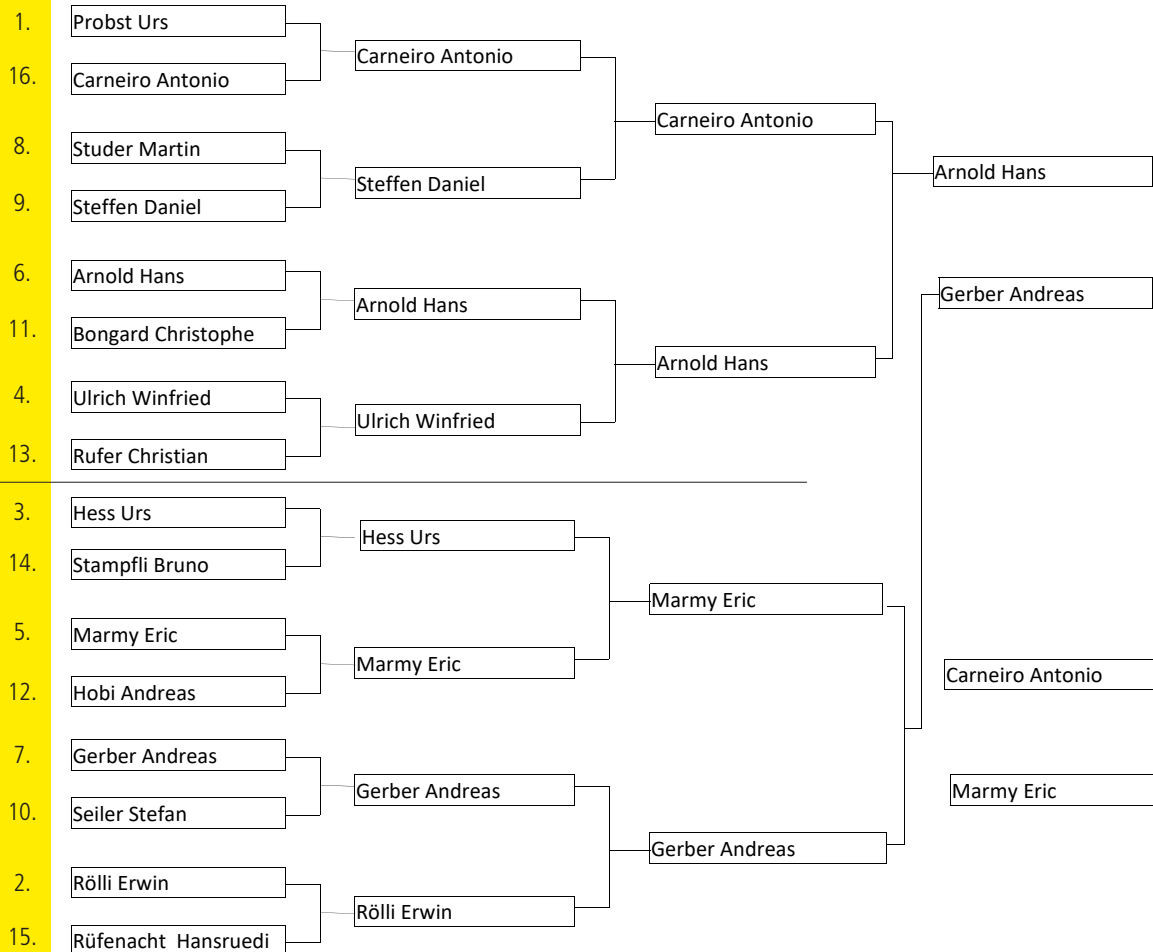 1. Probst Urs
16. Carneiro Antonio
8. Studer Martin
9. Steffen Daniel
6. Arnold Hans
11. Bongard Christophe
4. Ulrich Winfried
13. Rufer Christian
3. Hess Urs
14. Stampfli Bruno
5. Marmy Eric
12. Hobi Andreas
7. Gerber Andreas
10. Seiler Stefan
2. Rölli Erwin
15. Rüfenacht Hansruedi
Carneiro Antonio
Steffen Daniel
Arnold Hans
Ulrich Winfried
Hess Urs
Marmy Eric
Gerber Andreas
Rölli Erwin
Carneiro Antonio
Arnold Hans
Marmy Eric
Gerber Andreas
Arnold Hans
Gerber Andreas
Carneiro Antonio
Marmy Eric